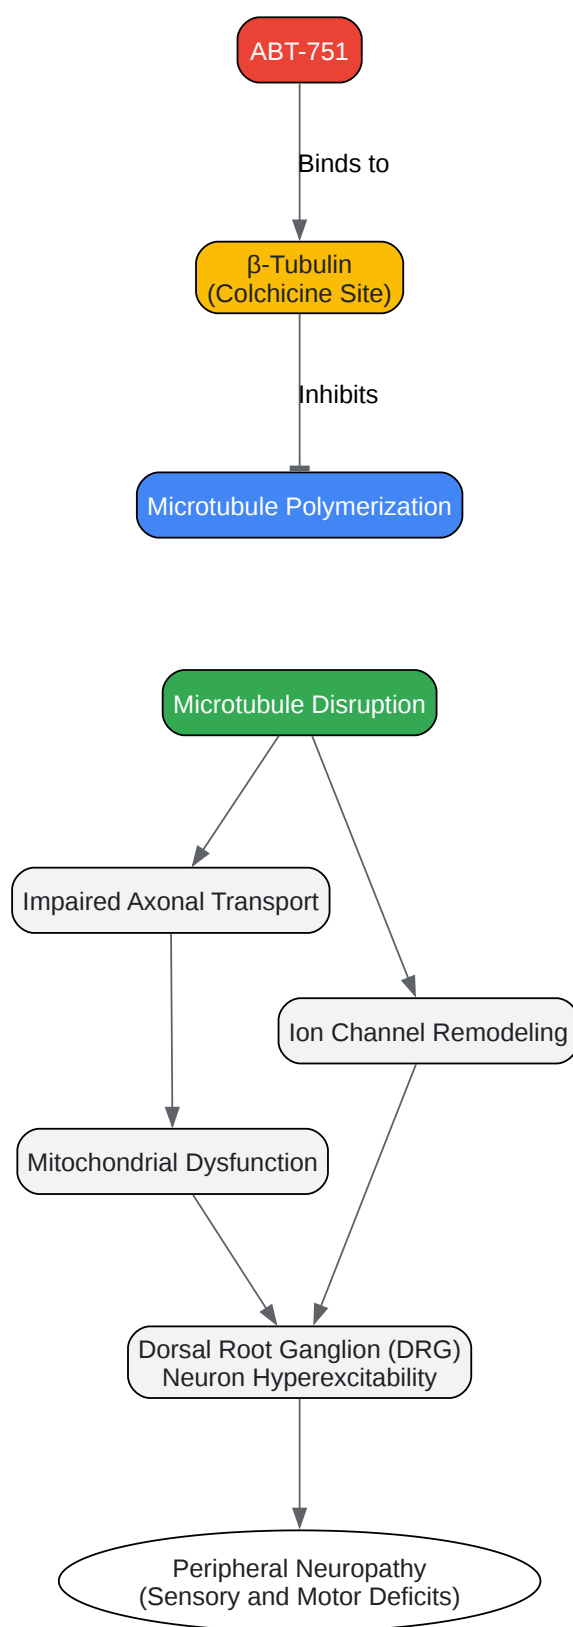 ABT-751
Binds to
β-Tubulin
(Colchicine Site)
Inhibits
Microtubule Polymerization
Microtubule Disruption
Impaired Axonal Transport
Ion Channel Remodeling
Mitochondrial Dysfunction
Dorsal Root Ganglion (DRG)
Neuron Hyperexcitability
Peripheral Neuropathy
(Sensory and Motor Deficits)